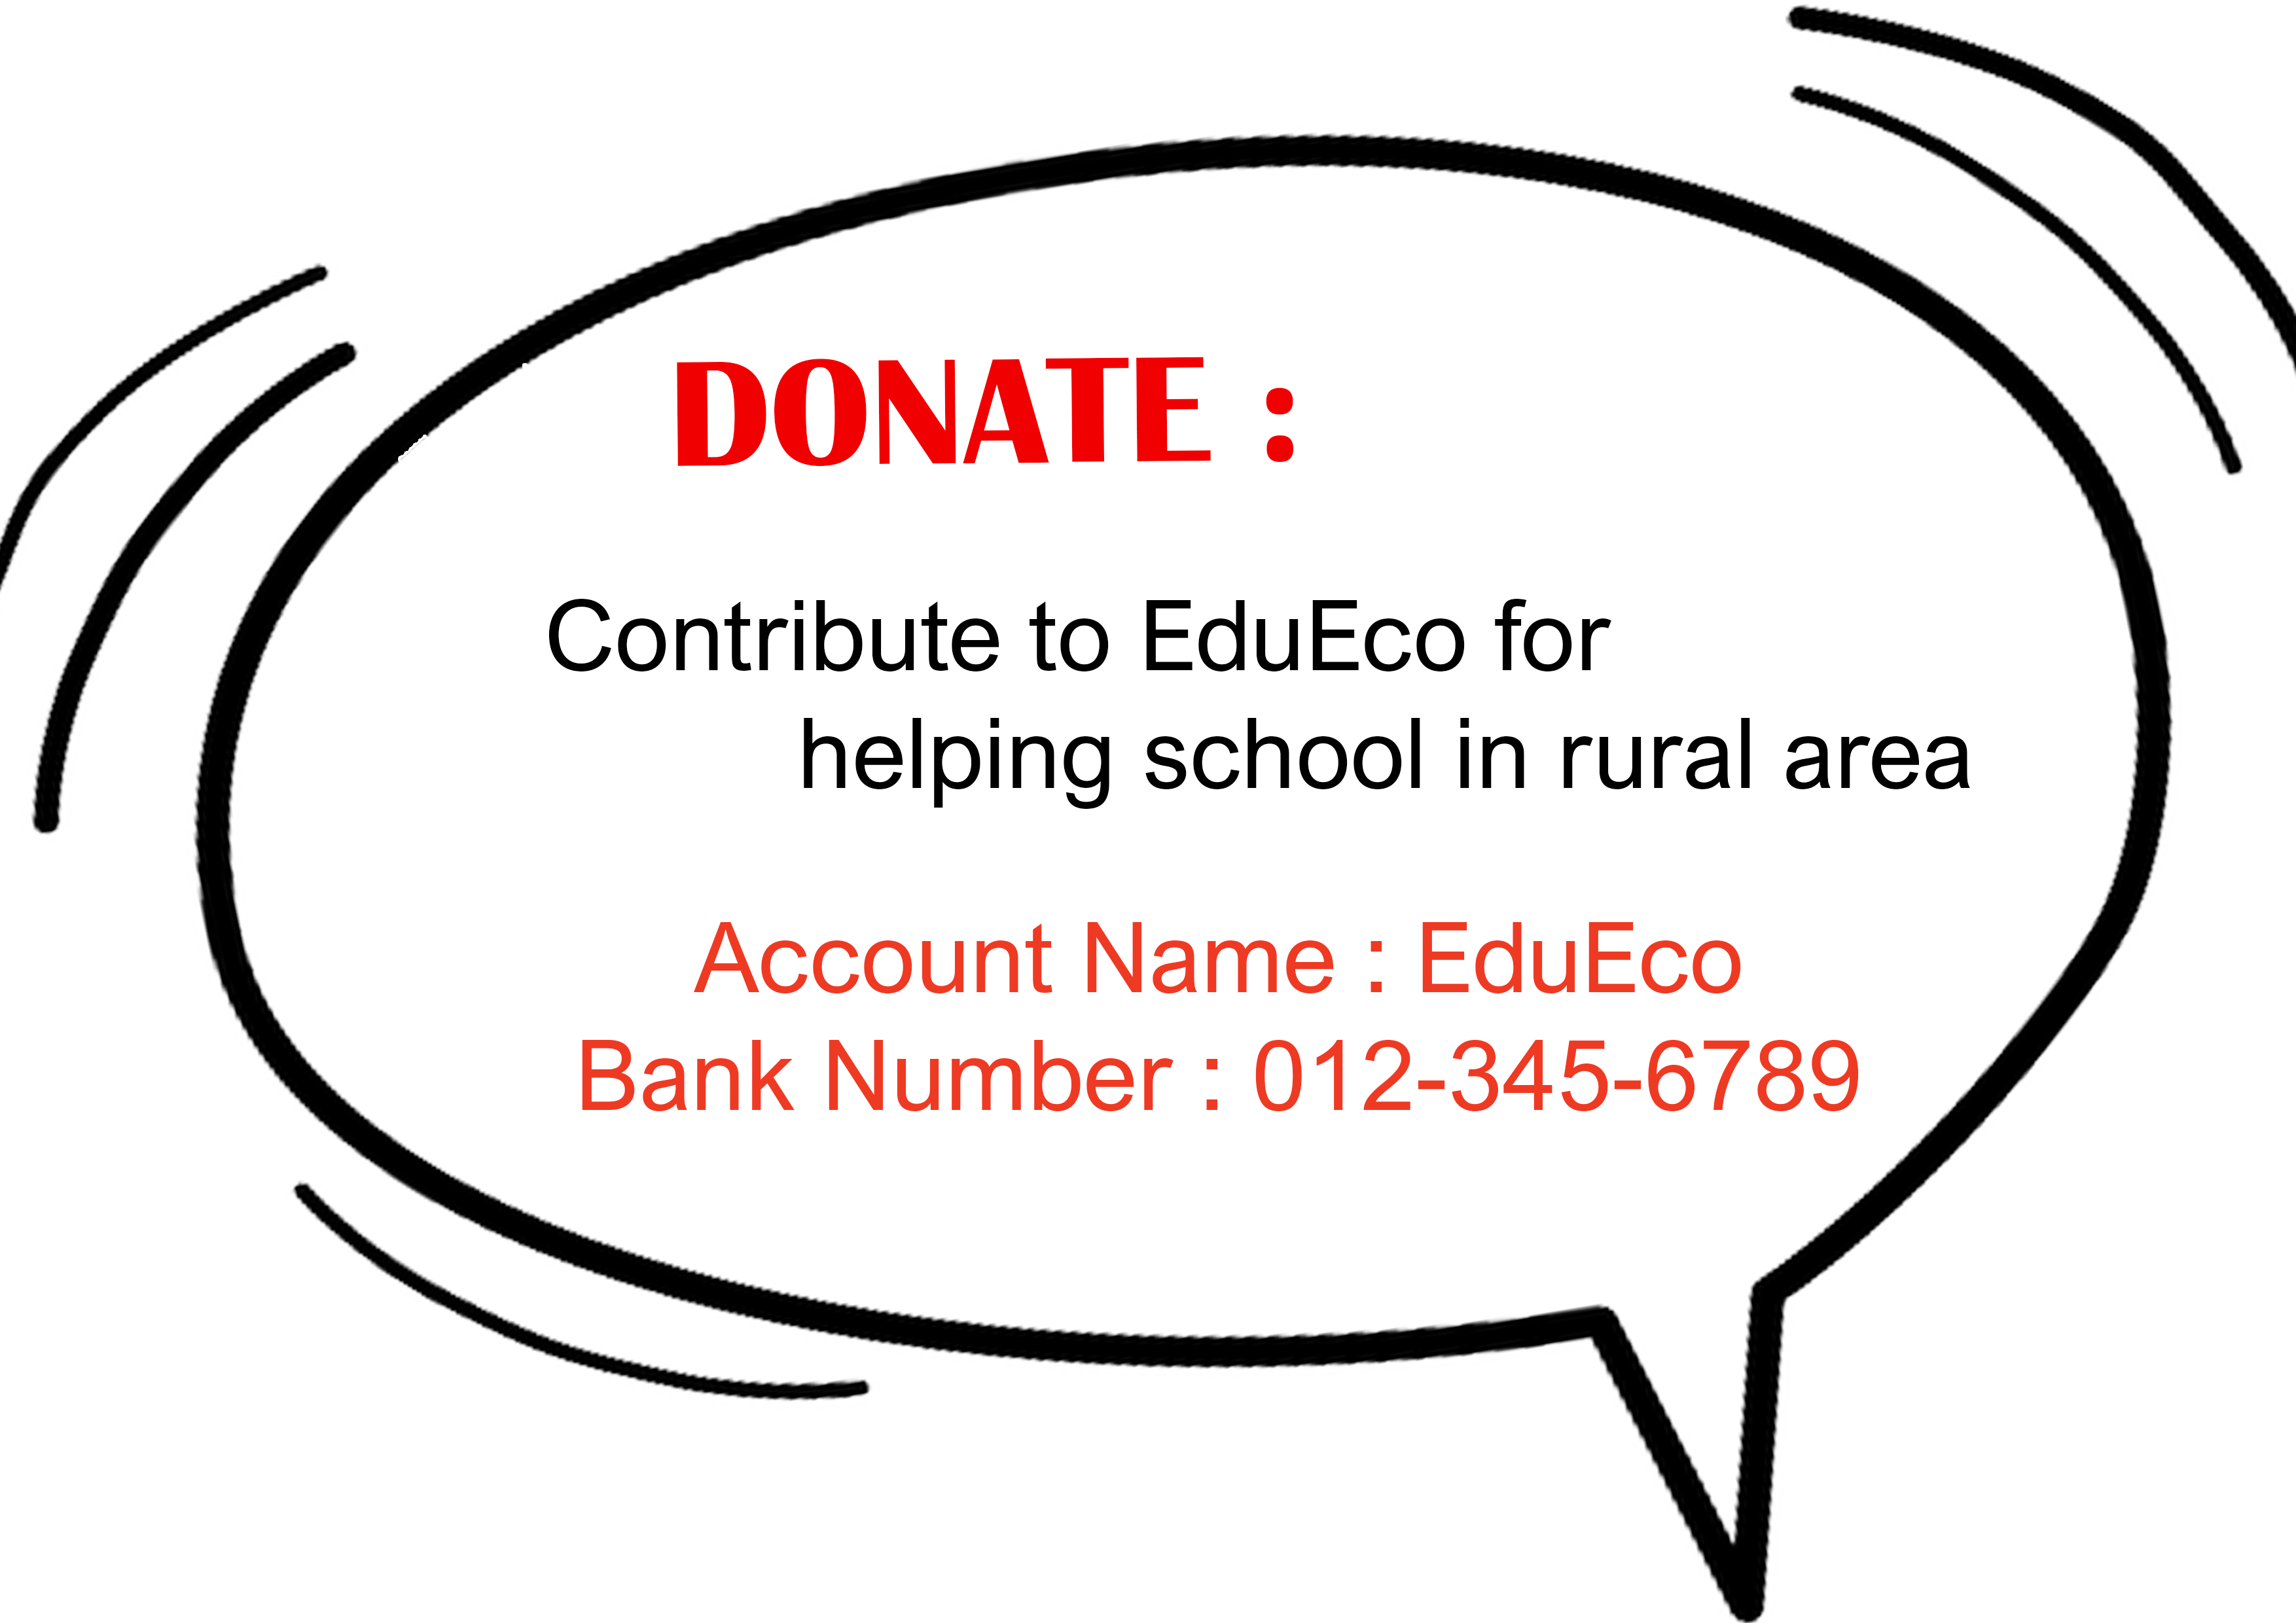 DONATE :
Contribute to EduEco for
helping school in rural area
Account Name : EduEco
Bank Number : 012-345-6789